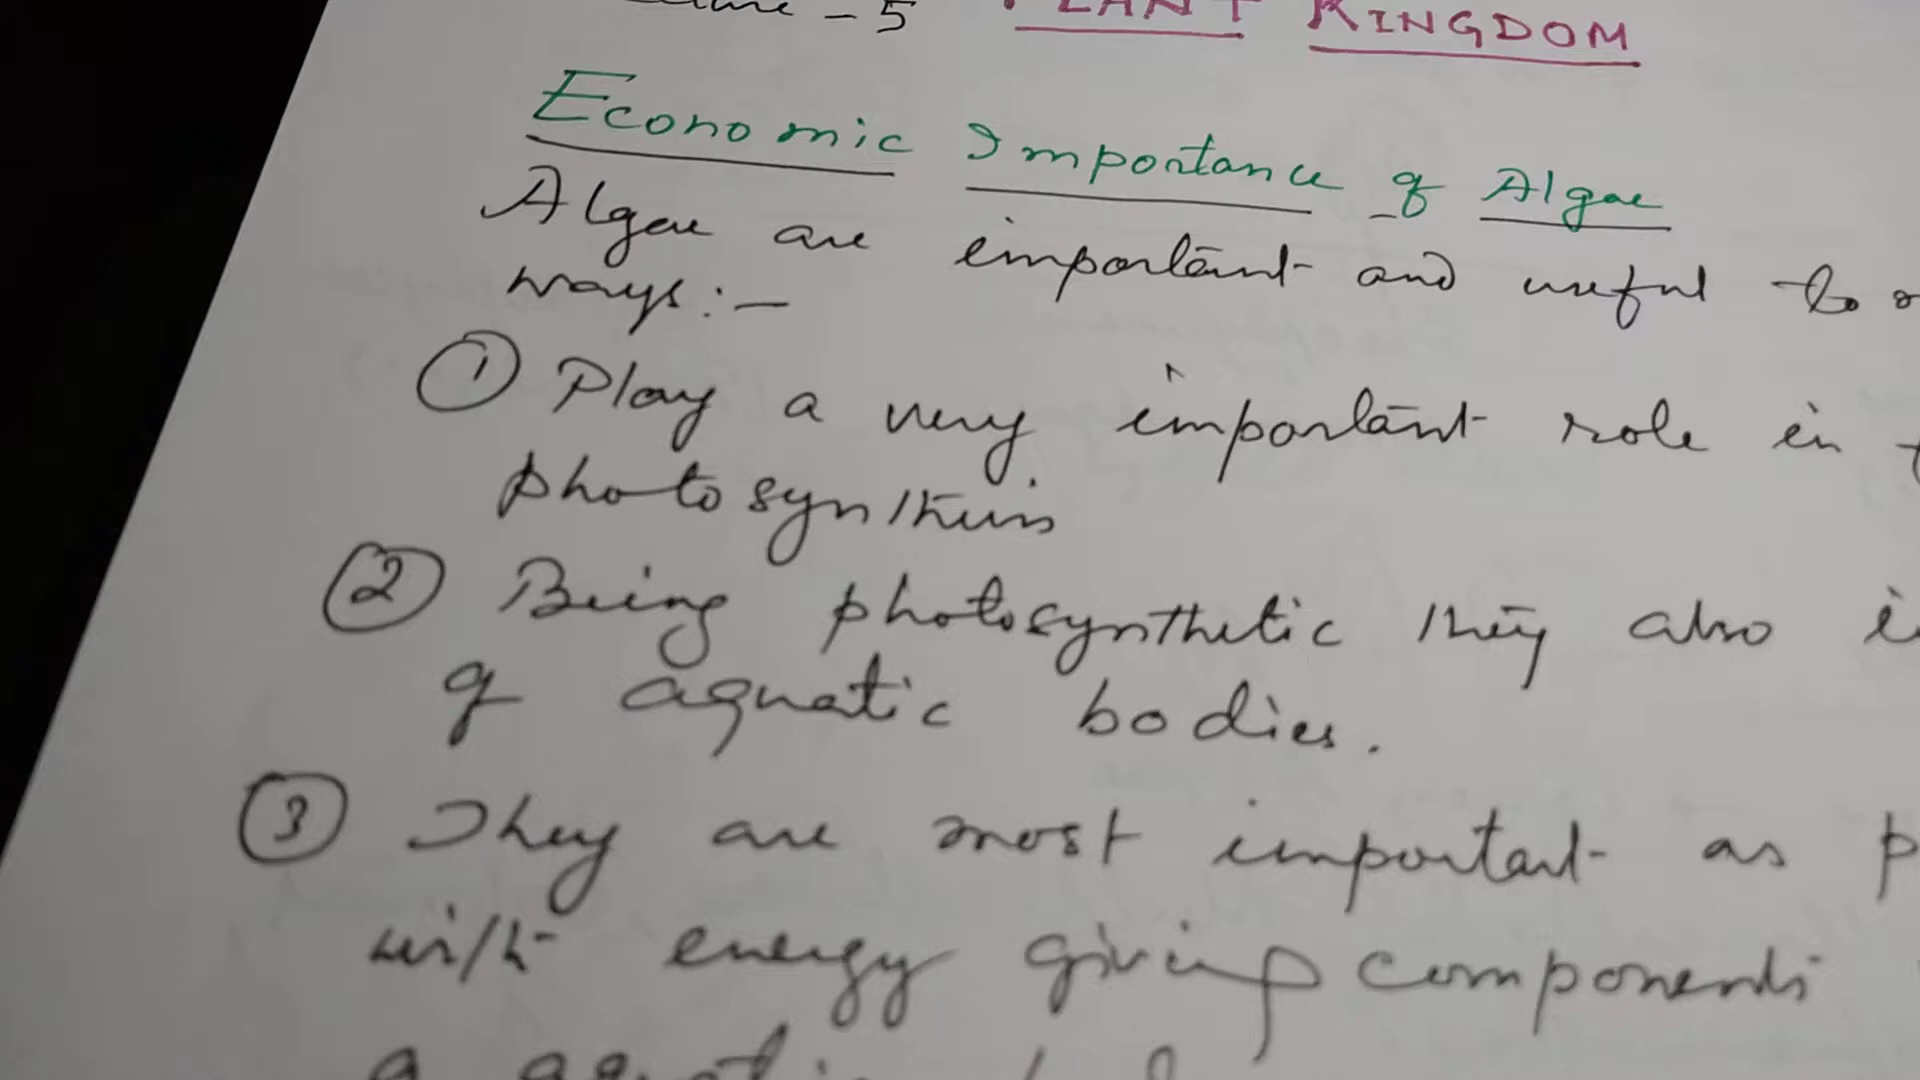 - 5 PLANT KINGDOM
Economic Importance of Algae
Algae are important and useful to
ways:-
① Play a very important role in
photosynthesis
② Being photosynthetic they also
of aquatic bodies.
③ They are most important as
with energy giving components